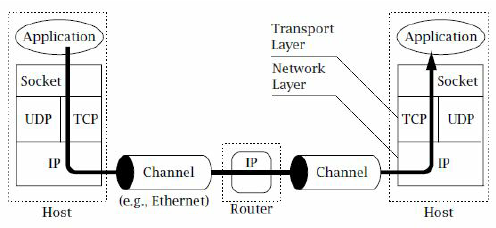 Application
Socket
UDP
TCP
IP
Host
Channel
(e.g., Ethernet)
IP
Router
Channel
Transport
Layer
Network
Layer
Application
Socket
TCP
UDP
IP
Host